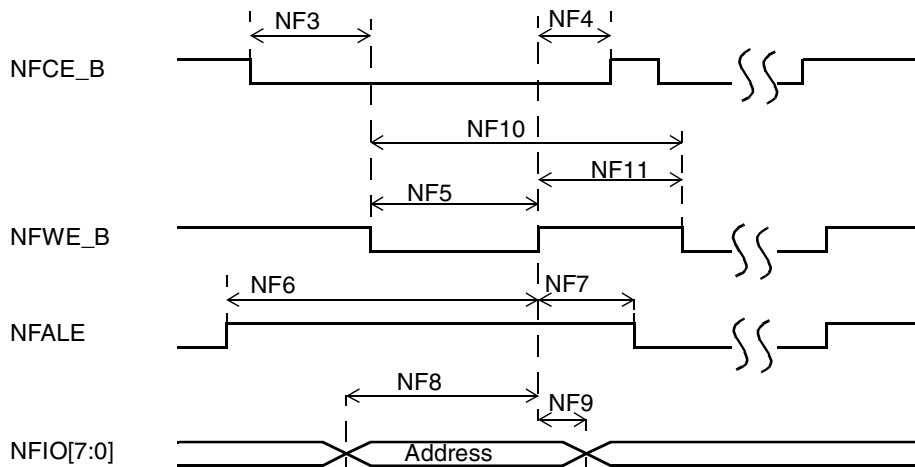 NF3
NF4
NFCE_B
NF10
NF11
NF5
NFWE_B
NF6
NF7
NFALE
NF8
NF9
NFIO[7:0]
Address